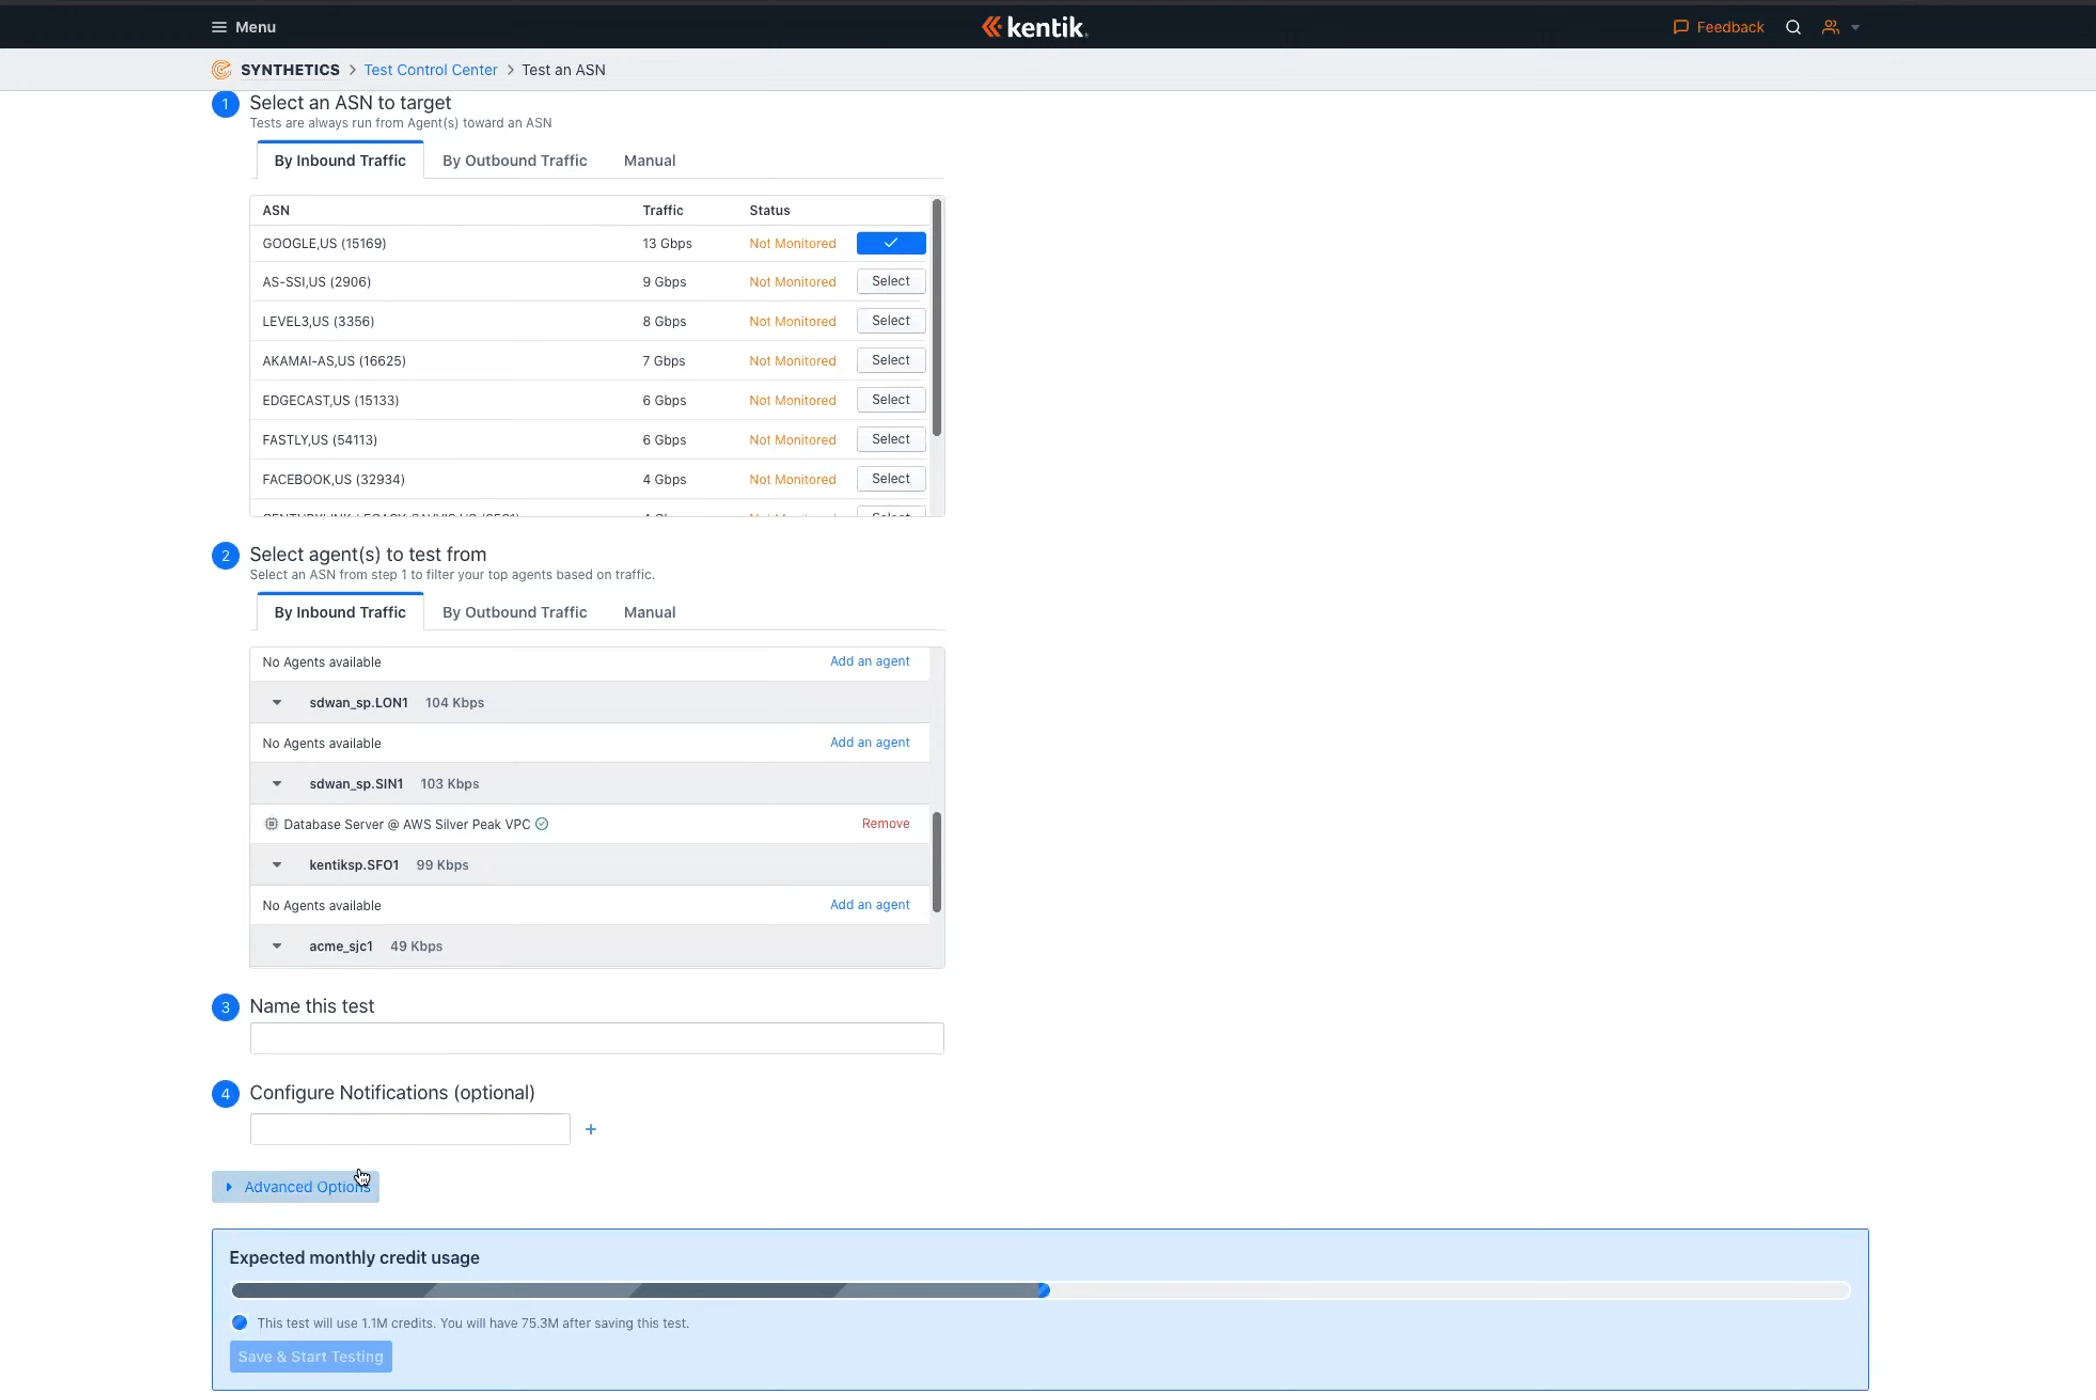 Menu
kentik
Feedback
SYNTHETICS > Test Control Center > Test an ASN
1 Select an ASN to target
Tests are always run from Agent(s) toward an ASN
By Inbound Traffic By Outbound Traffic Manual
ASN Traffic Status
GOOGLE,US (15169) 13 Gbps Not Monitored
AS-SSI,US (2906) 9 Gbps Not Monitored Select
LEVEL3,US (3356) 8 Gbps Not Monitored Select
AKAMAI-AS,US (16625) 7 Gbps Not Monitored Select
EDGECAST,US (15133) 6 Gbps Not Monitored Select
FASTLY,US (54113) 6 Gbps Not Monitored Select
FACEBOOK,US (32934) 4 Gbps Not Monitored Select
2 Select agent(s) to test from
Select an ASN from step 1 to filter your top agents based on traffic.
By Inbound Traffic By Outbound Traffic Manual
No Agents available Add an agent
sdwan_sp.LON1 104 Kbps
No Agents available Add an agent
sdwan_sp.SIN1 103 Kbps
Database Server @ AWS Silver Peak VPC Remove
kentiksp.SFO1 99 Kbps
No Agents available Add an agent
acme_sjc1 49 Kbps
3 Name this test
4 Configure Notifications (optional)
+
Advanced Options
Expected monthly credit usage
This test will use 1.1M credits. You will have 75.3M after saving this test.
Save & Start Testing